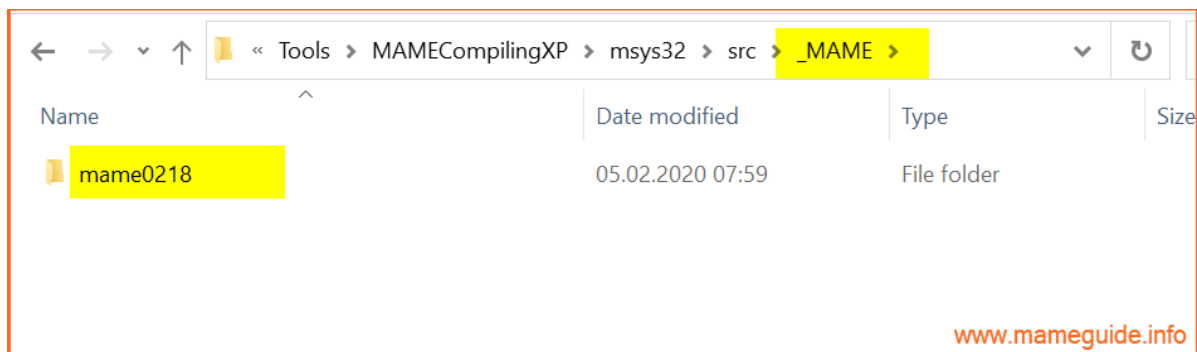 « Tools > MAMECompilingXP > msys32 > src > _MAME >
Name Date modified Type Size
mame0218 05.02.2020 07:59 File folder
www.mameguide.info